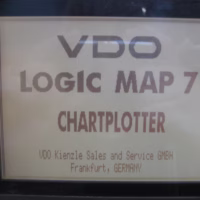 VDO
LOGIC MAP 7
CHARTPLOTTER
VDO Kienzle Sales and Service GMBH
Frankfurt, GERMANY